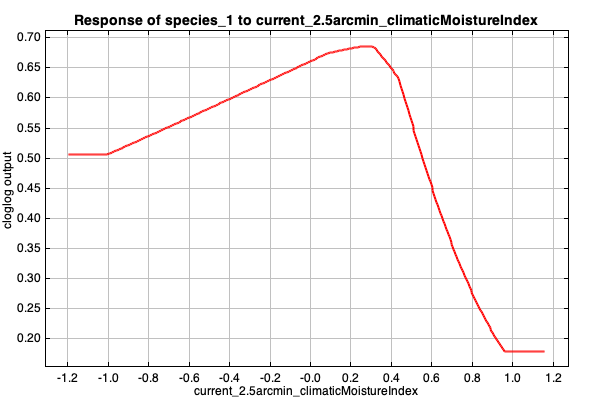 Response of species_1 to current_2.5arcmin_climaticMoistureIndex
0.70
0.65
0.60
0.55
0.50
0.45
0.40
0.35
0.30
0.25
0.20
cloglog output
-1.2 -1.0 -0.8 -0.6 -0.4 -0.2 -0.0 0.2 0.4 0.6 0.8 1.0 1.2
current_2.5arcmin_climaticMoistureIndex